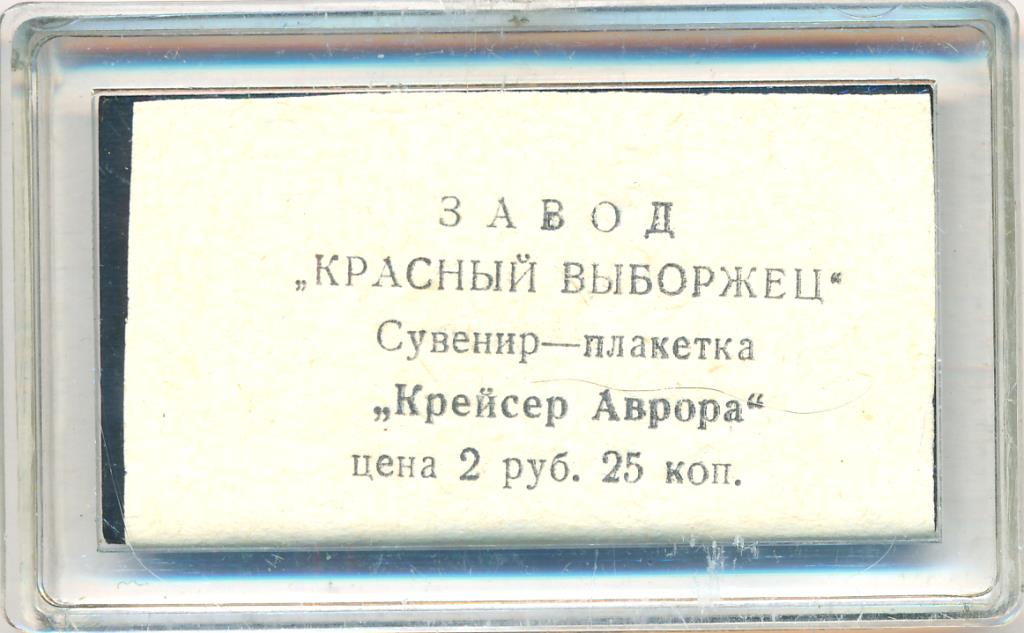 ЗАВОД
„КРАСНЫЙ ВЫБОРЖЕЦ“
Сувенир—плакетка
„Крейсер Аврора“
цена 2 руб. 25 коп.